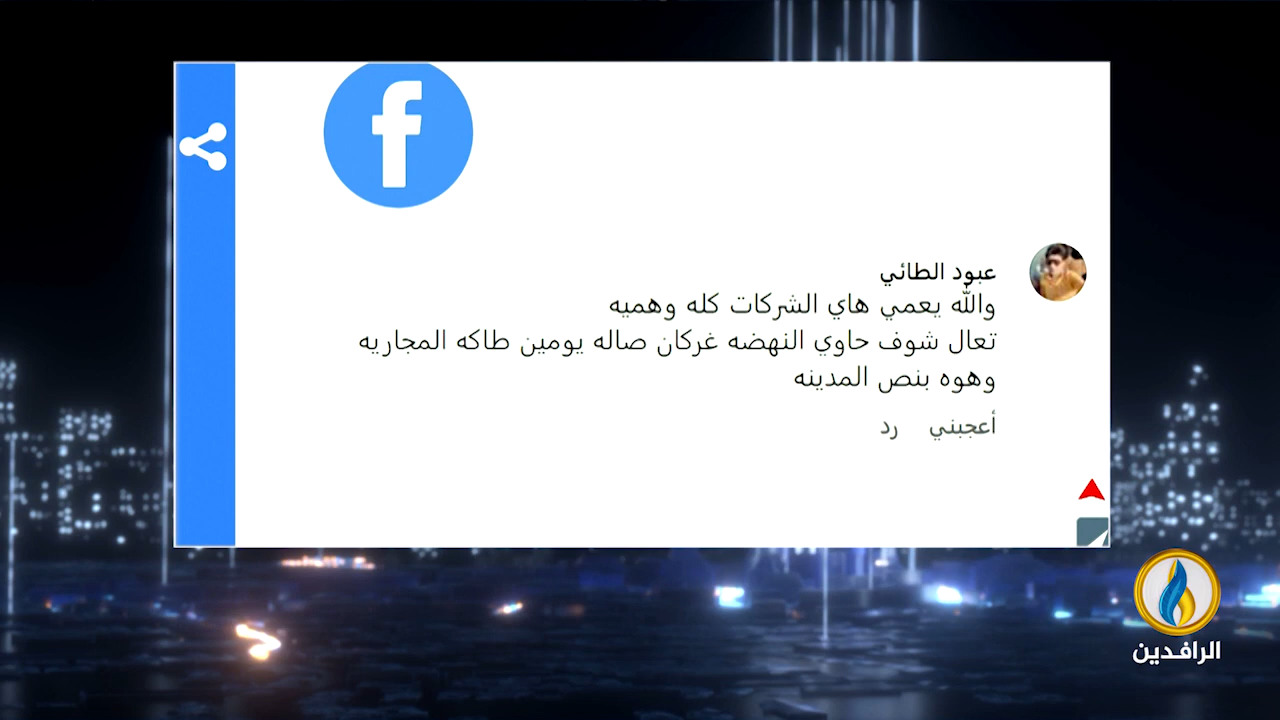 f
عبود الطائي
والله يعمي هاي الشركات كله وهميه
تعال شوف حاوي النهضه غركان صاله يومين طاكه المجاريه
وهوه بنص المدينه
أعجبني رد
الرافدين